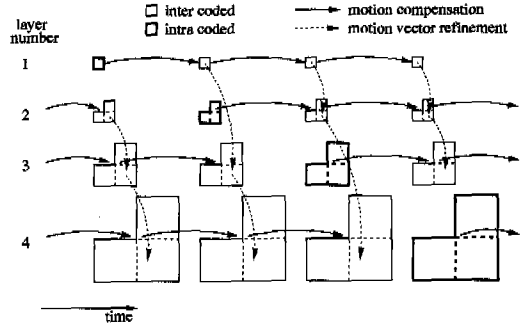 layer
number
inter coded
intra coded
motion compensation
motion vector refinement
1
2
3
4
time